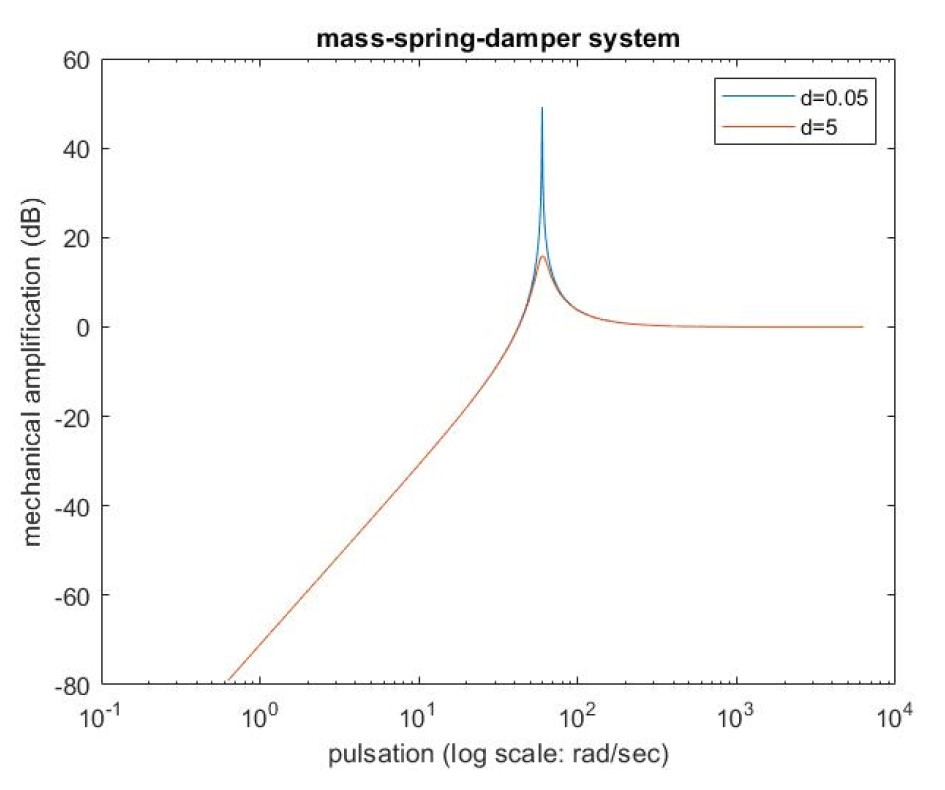 mass-spring-damper system
d=0.05
d=5
mechanical amplification (dB)
60
40
20
0
-20
-40
-60
-80
10^-1 10^0 10^1 10^2 10^3 10^4
pulsation (log scale: rad/sec)